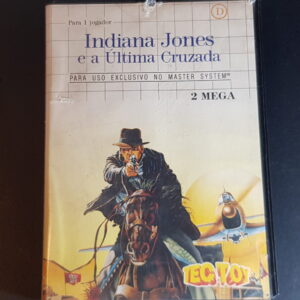 Para 1 jogador
D
Indiana Jones
e a Última Cruzada
PARA USO EXCLUSIVO NO MASTER SYSTEM
2 MEGA
TEC TOY